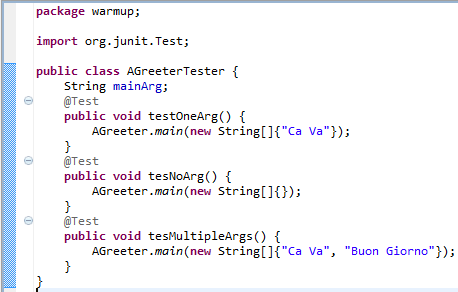 package warmup;
import org.junit.Test;
public class AGreeterTester {
String mainArg;
@Test
public void testOneArg() {
AGreeter.main(new String[]{"Ca Va"});
}
@Test
public void tesNoArg() {
AGreeter.main(new String[]{});
}
@Test
public void tesMultipleArgs() {
AGreeter.main(new String[]{"Ca Va", "Buon Giorno"});
}
}